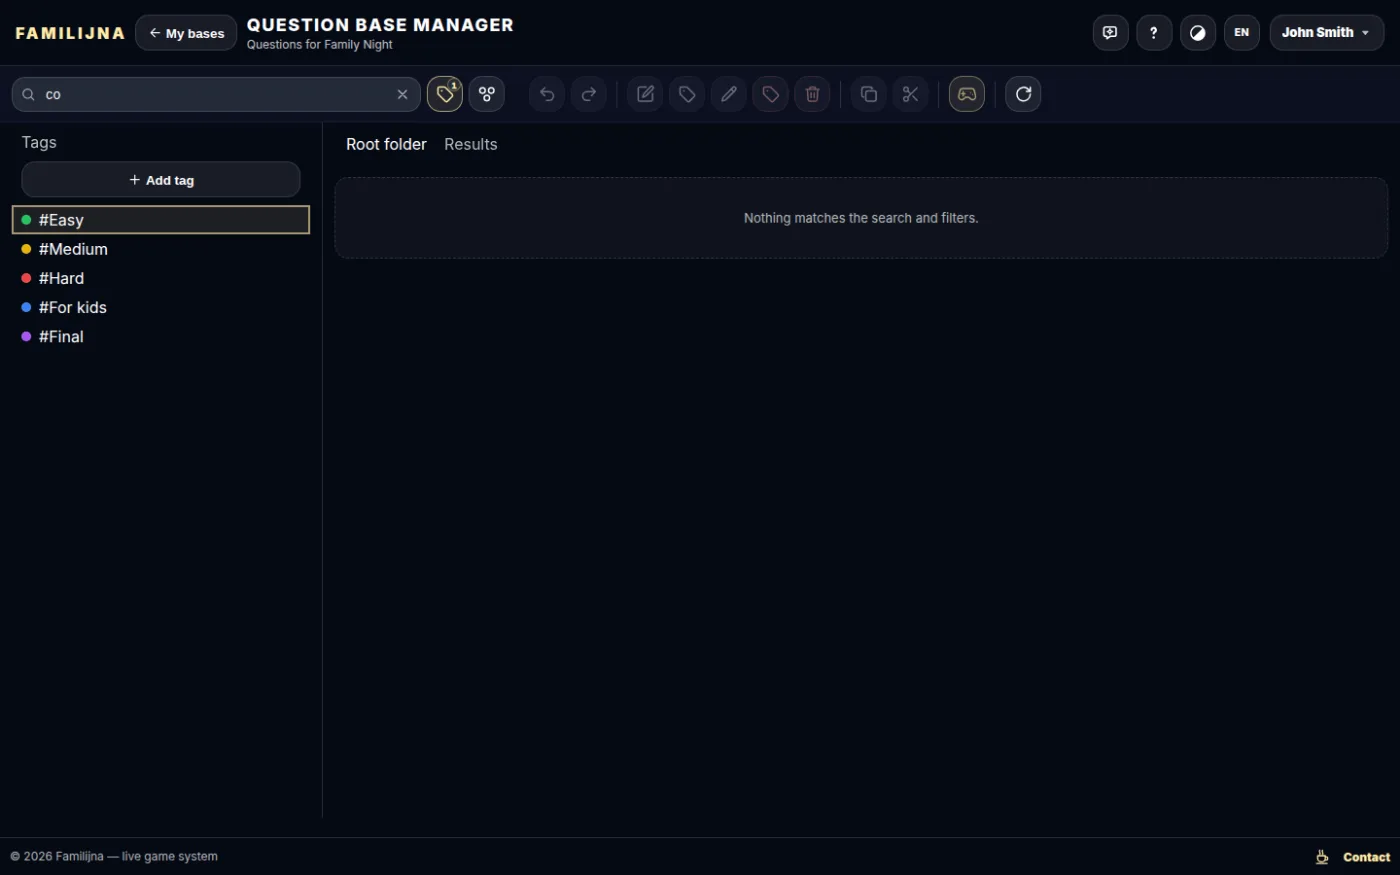 FAMILIJNA
← My bases
QUESTION BASE MANAGER
Questions for Family Night
?
EN
John Smith
co
1
Tags
+ Add tag
#Easy
#Medium
#Hard
#For kids
#Final
Root folder
Results
Nothing matches the search and filters.
© 2026 Familijna — live game system
Contact